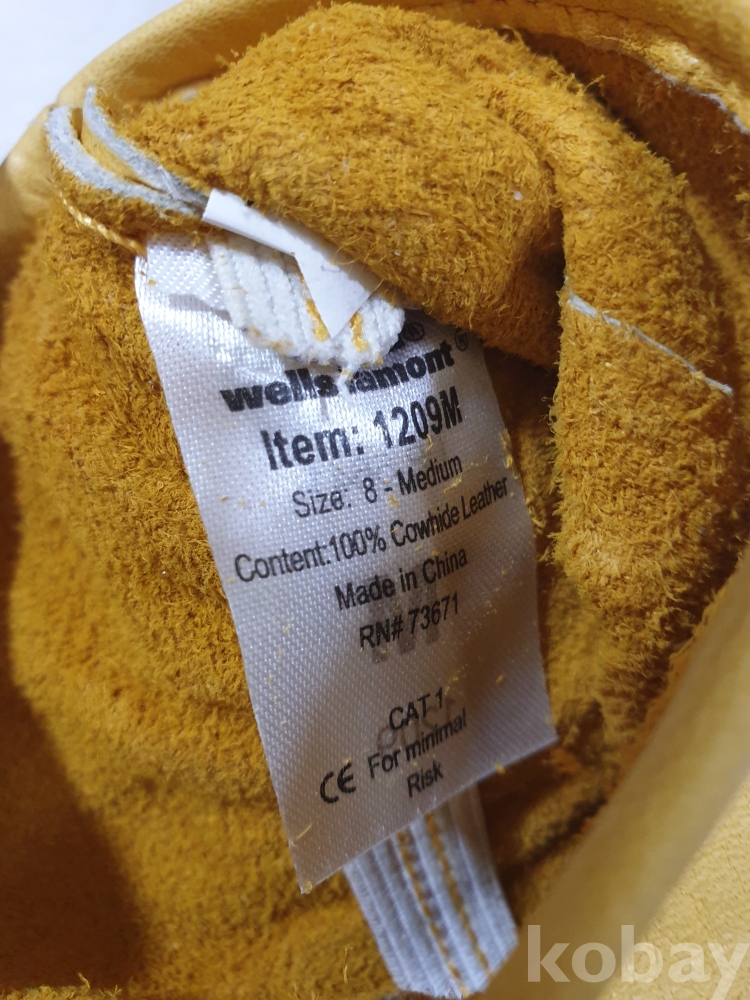 ®
wells lamont®
Item: 1209M
Size: 8 - Medium
Content:100% Cowhide Leather
Made in China
RN# 73671
CAT 1
CE For minimal
Risk
kobay